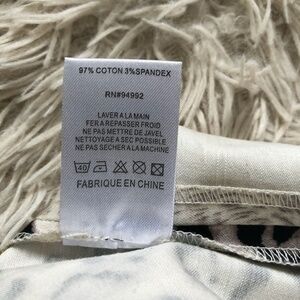 97% COTON 3%SPANDEX
RN#94992
LAVER A LA MAIN
FER A REPASSER FROID
NE PAS METTRE DE JAVEL
NETTOYAGE A SEC POSSIBLE
NE PAS SÉCHER A LA MACHINE
40
FABRIQUE EN CHINE